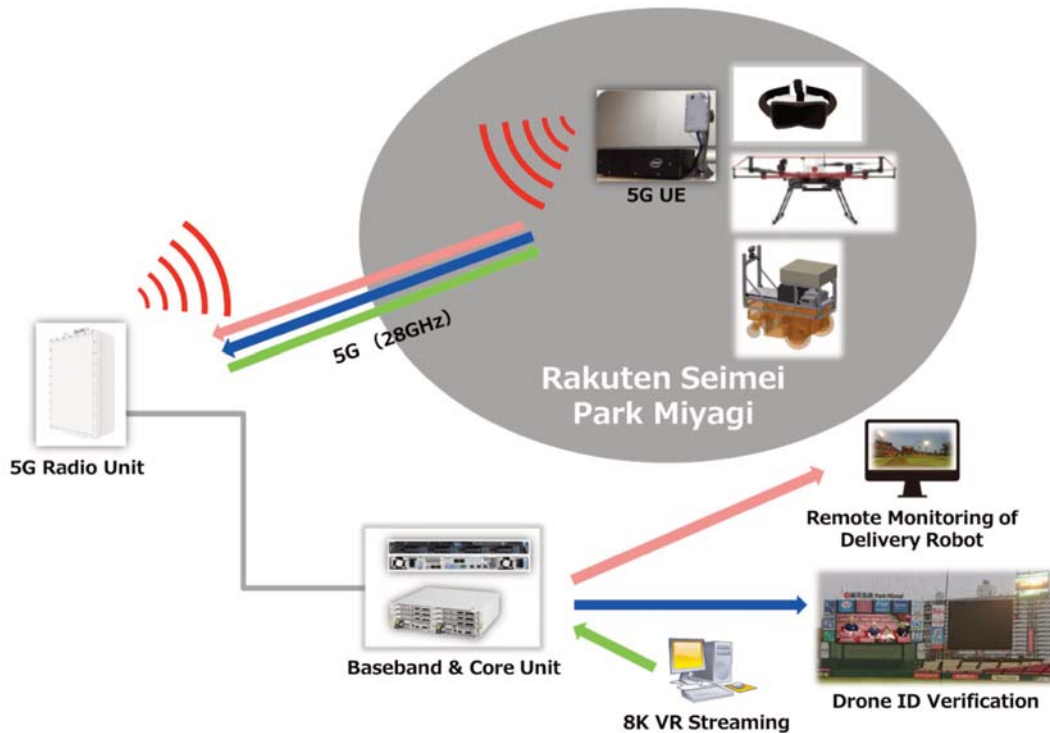 5G UE
5G （28GHz）
Rakuten Seimei
Park Miyagi
5G Radio Unit
Remote Monitoring of
Delivery Robot
Baseband & Core Unit
8K VR Streaming
Drone ID Verification